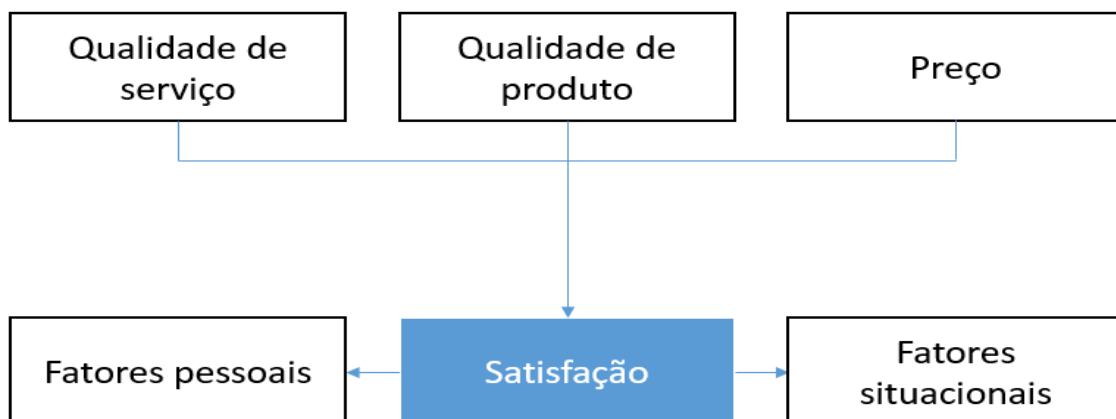 Qualidade de
serviço
Qualidade de
produto
Preço
Fatores pessoais
Satisfação
Fatores
situacionais